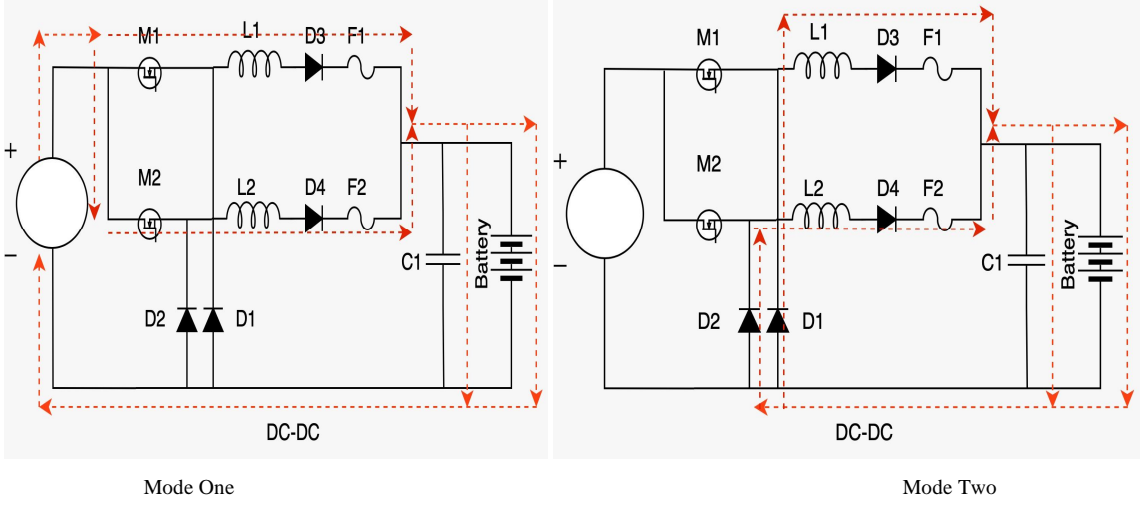 M1
L1
D3
F1
+
M2
L2
D4
F2
−
C1
Battery
D2
D1
DC-DC
Mode One
M1
L1
D3
F1
+
M2
L2
D4
F2
−
C1
Battery
D2
D1
DC-DC
Mode Two